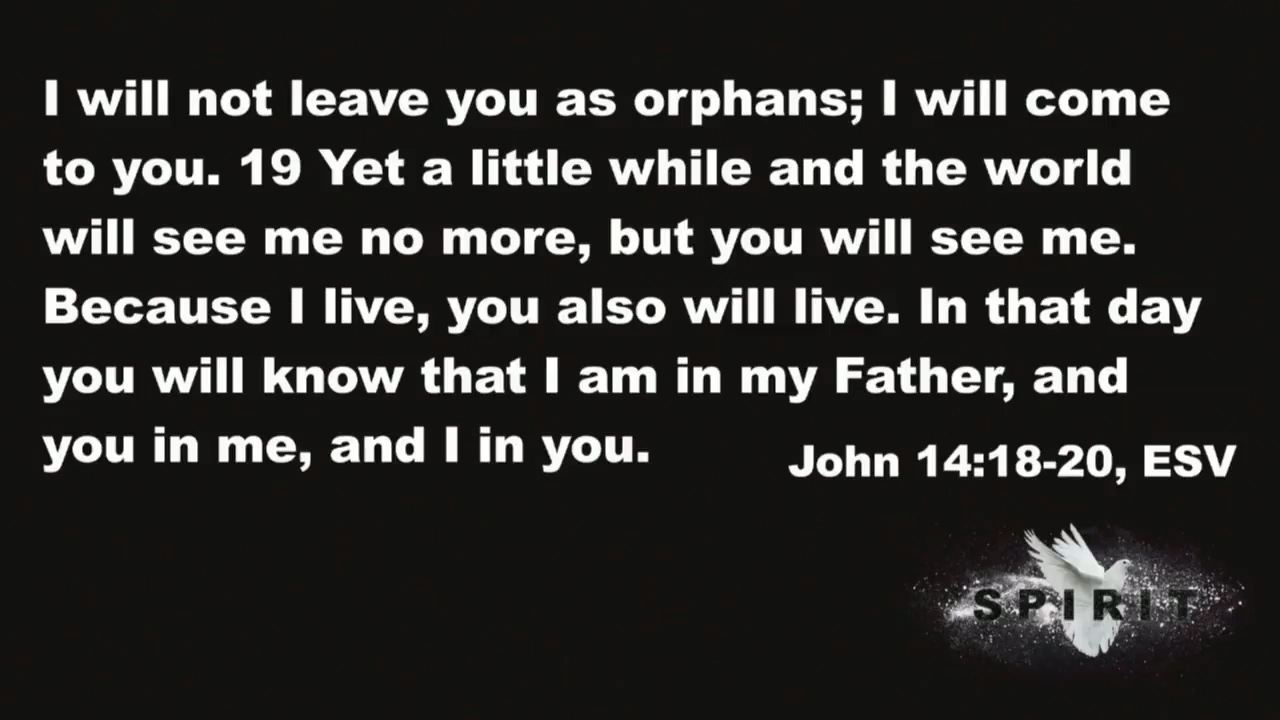 I will not leave you as orphans; I will come
to you. 19 Yet a little while and the world
will see me no more, but you will see me.
Because I live, you also will live. In that day
you will know that I am in my Father, and
you in me, and I in you.
John 14:18-20, ESV
SPIRIT